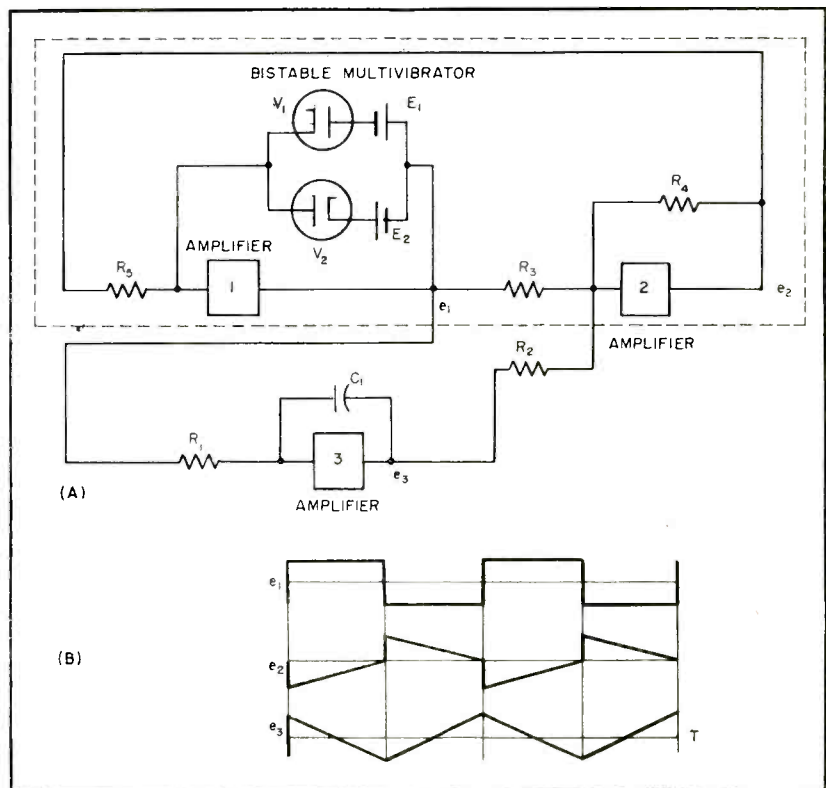 BISTABLE MULTIVIBRATOR
V1 E1
V2 E2
R4
AMPLIFIER
R5 1 e1 R3 2 e2
AMPLIFIER
R2
C1
R1 3 e3
(A)
AMPLIFIER
e1
(B)
e2
e3 T